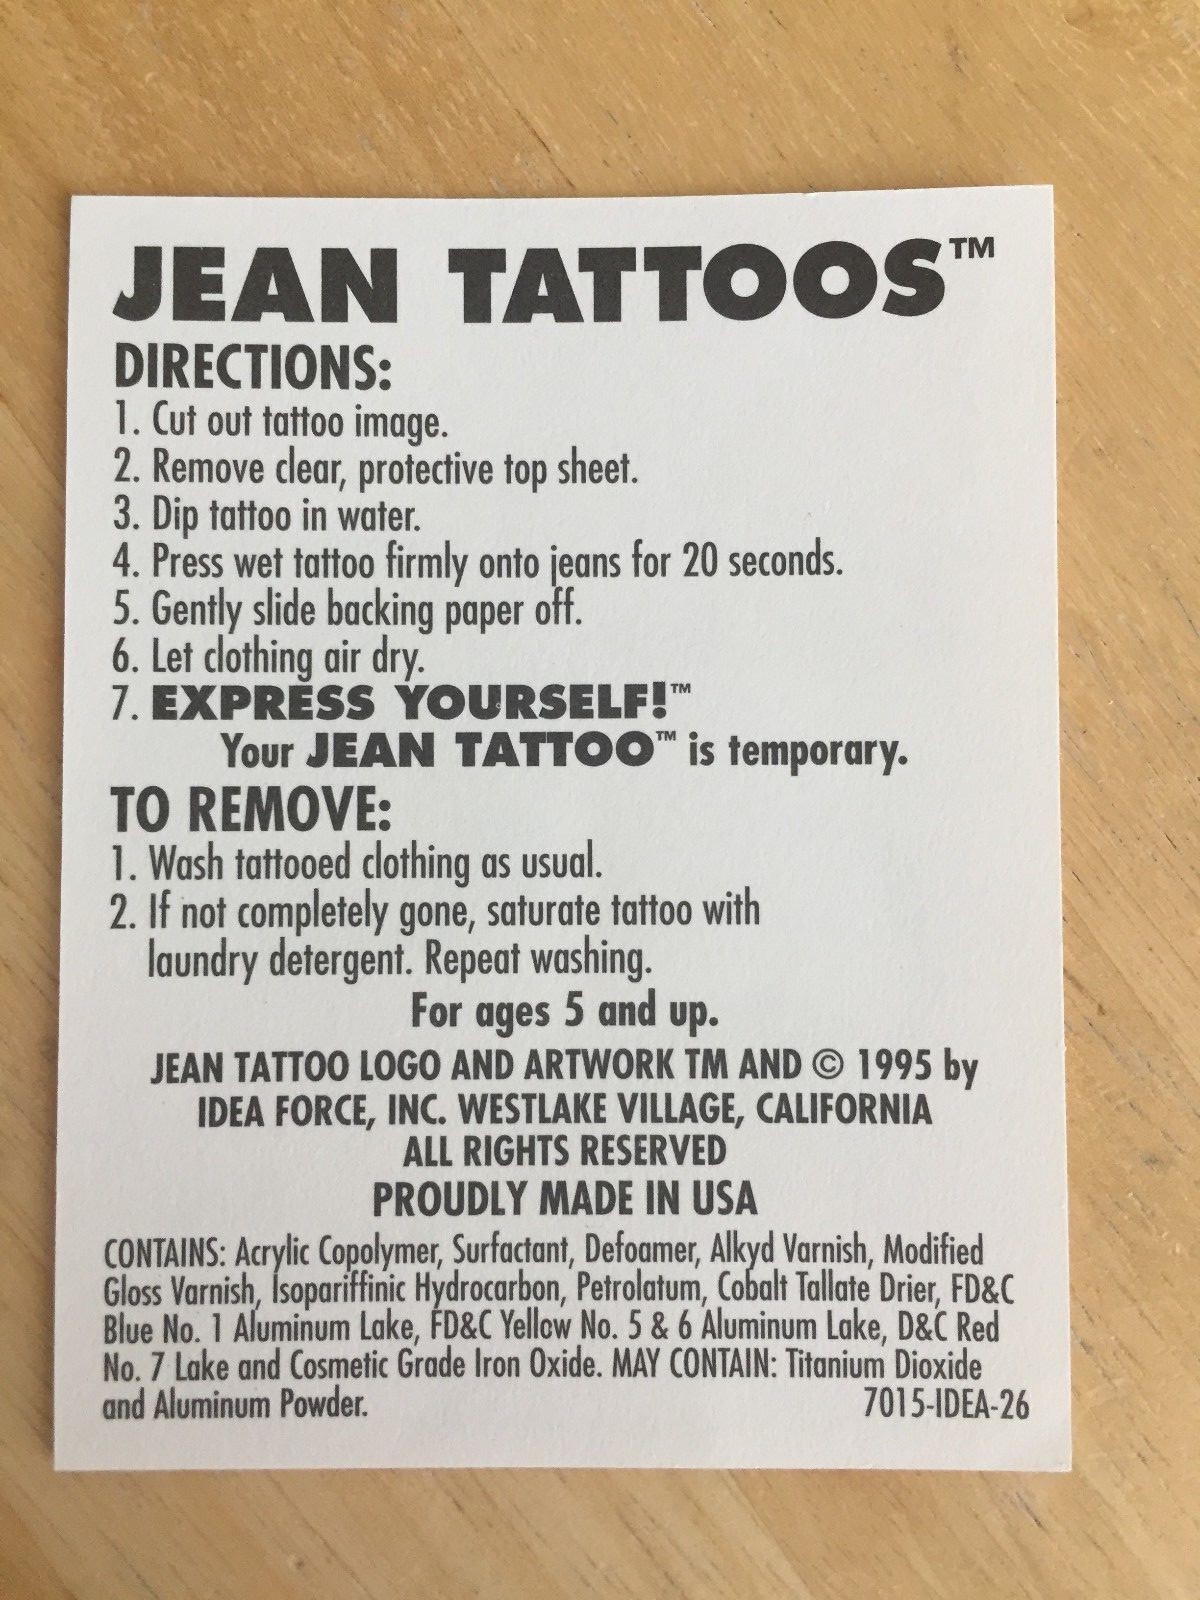 JEAN TATTOOS™
DIRECTIONS:
1. Cut out tattoo image.
2. Remove clear, protective top sheet.
3. Dip tattoo in water.
4. Press wet tattoo firmly onto jeans for 20 seconds.
5. Gently slide backing paper off.
6. Let clothing air dry.
7. EXPRESS YOURSELF!™
Your JEAN TATTOO™ is temporary.
TO REMOVE:
1. Wash tattooed clothing as usual.
2. If not completely gone, saturate tattoo with
laundry detergent. Repeat washing.
For ages 5 and up.
JEAN TATTOO LOGO AND ARTWORK TM AND © 1995 by
IDEA FORCE, INC. WESTLAKE VILLAGE, CALIFORNIA
ALL RIGHTS RESERVED
PROUDLY MADE IN USA
CONTAINS: Acrylic Copolymer, Surfactant, Defoamer, Alkyd Varnish, Modified
Gloss Varnish, Isopariffinic Hydrocarbon, Petrolatum, Cobalt Tallate Drier, FD&C
Blue No. 1 Aluminum Lake, FD&C Yellow No. 5 & 6 Aluminum Lake, D&C Red
No. 7 Lake and Cosmetic Grade Iron Oxide. MAY CONTAIN: Titanium Dioxide
and Aluminum Powder. 7015-IDEA-26